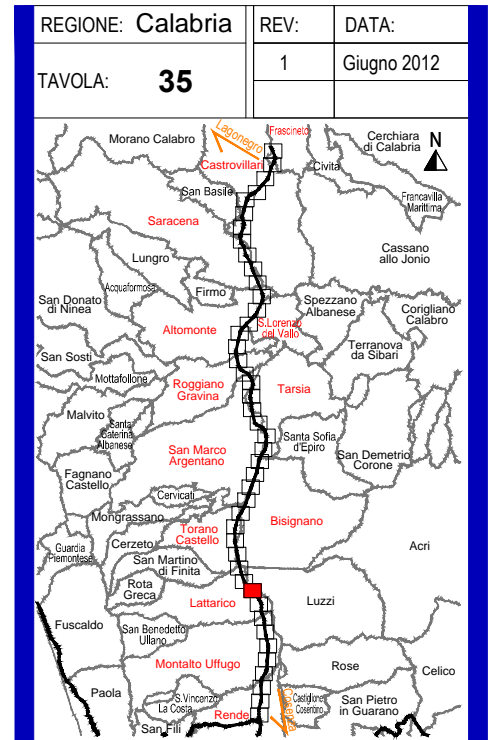 REGIONE: Calabria
REV:
DATA:
TAVOLA: 35
1
Giugno 2012
Lagonegro
Frascineto
Morano Calabro
Cerchiara
di Calabria
N
Castrovillari
Civita
San Basile
Francavilla
Marittima
Saracena
Lungro
Cassano
allo Jonio
Acquaformosa
Firmo
San Donato
di Ninea
Spezzano
Albanese
Corigliano
Calabro
Altomonte
S.Lorenzo
del Vallo
Terranova
da Sibari
San Sosti
Mottafollone
Roggiano
Gravina
Tarsia
Malvito
Santa
Caterina
Albanese
Santa Sofia
d'Epiro
San Marco
Argentano
San Demetrio
Corone
Fagnano
Castello
Cervicati
Mongrassano
Torano
Castello
Bisignano
Guardia
Piemontese
Cerzeto
Acri
San Martino
di Finita
Rota
Greca
Lattarico
Luzzi
Fuscaldo
San Benedetto
Ullano
Montalto Uffugo
Rose
Celico
Paola
S.Vincenzo
La Costa
Cosenza
Castiglione
Cosentino
San Pietro
in Guarano
Rende
San Fili